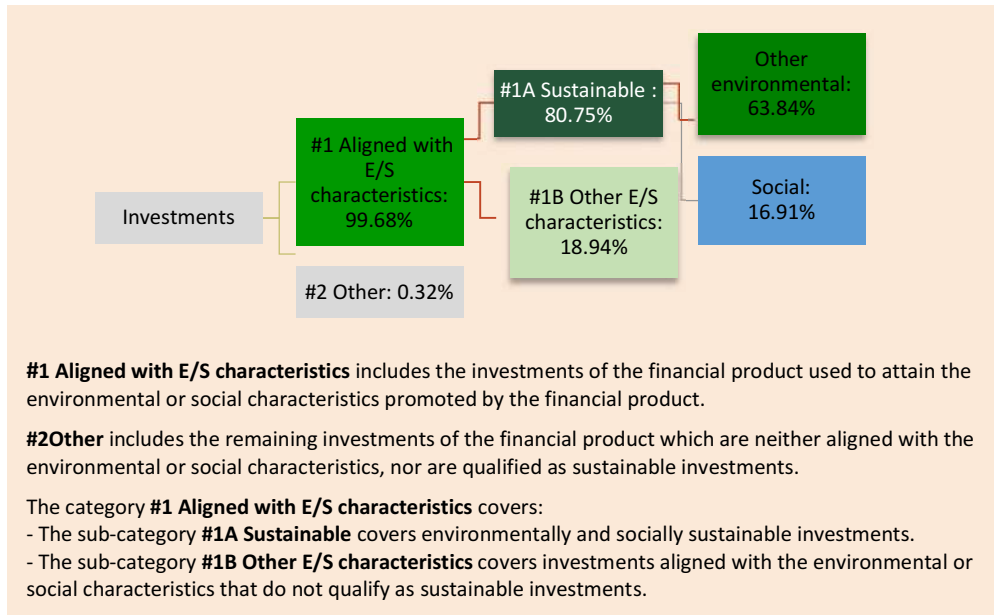 Investments
#1 Aligned with
E/S
characteristics:
99.68%
#2 Other: 0.32%
#1A Sustainable :
80.75%
#1B Other E/S
characteristics:
18.94%
Other
environmental:
63.84%
Social:
16.91%
#1 Aligned with E/S characteristics includes the investments of the financial product used to attain the
environmental or social characteristics promoted by the financial product.
#2Other includes the remaining investments of the financial product which are neither aligned with the
environmental or social characteristics, nor are qualified as sustainable investments.
The category #1 Aligned with E/S characteristics covers:
- The sub-category #1A Sustainable covers environmentally and socially sustainable investments.
- The sub-category #1B Other E/S characteristics covers investments aligned with the environmental or
social characteristics that do not qualify as sustainable investments.